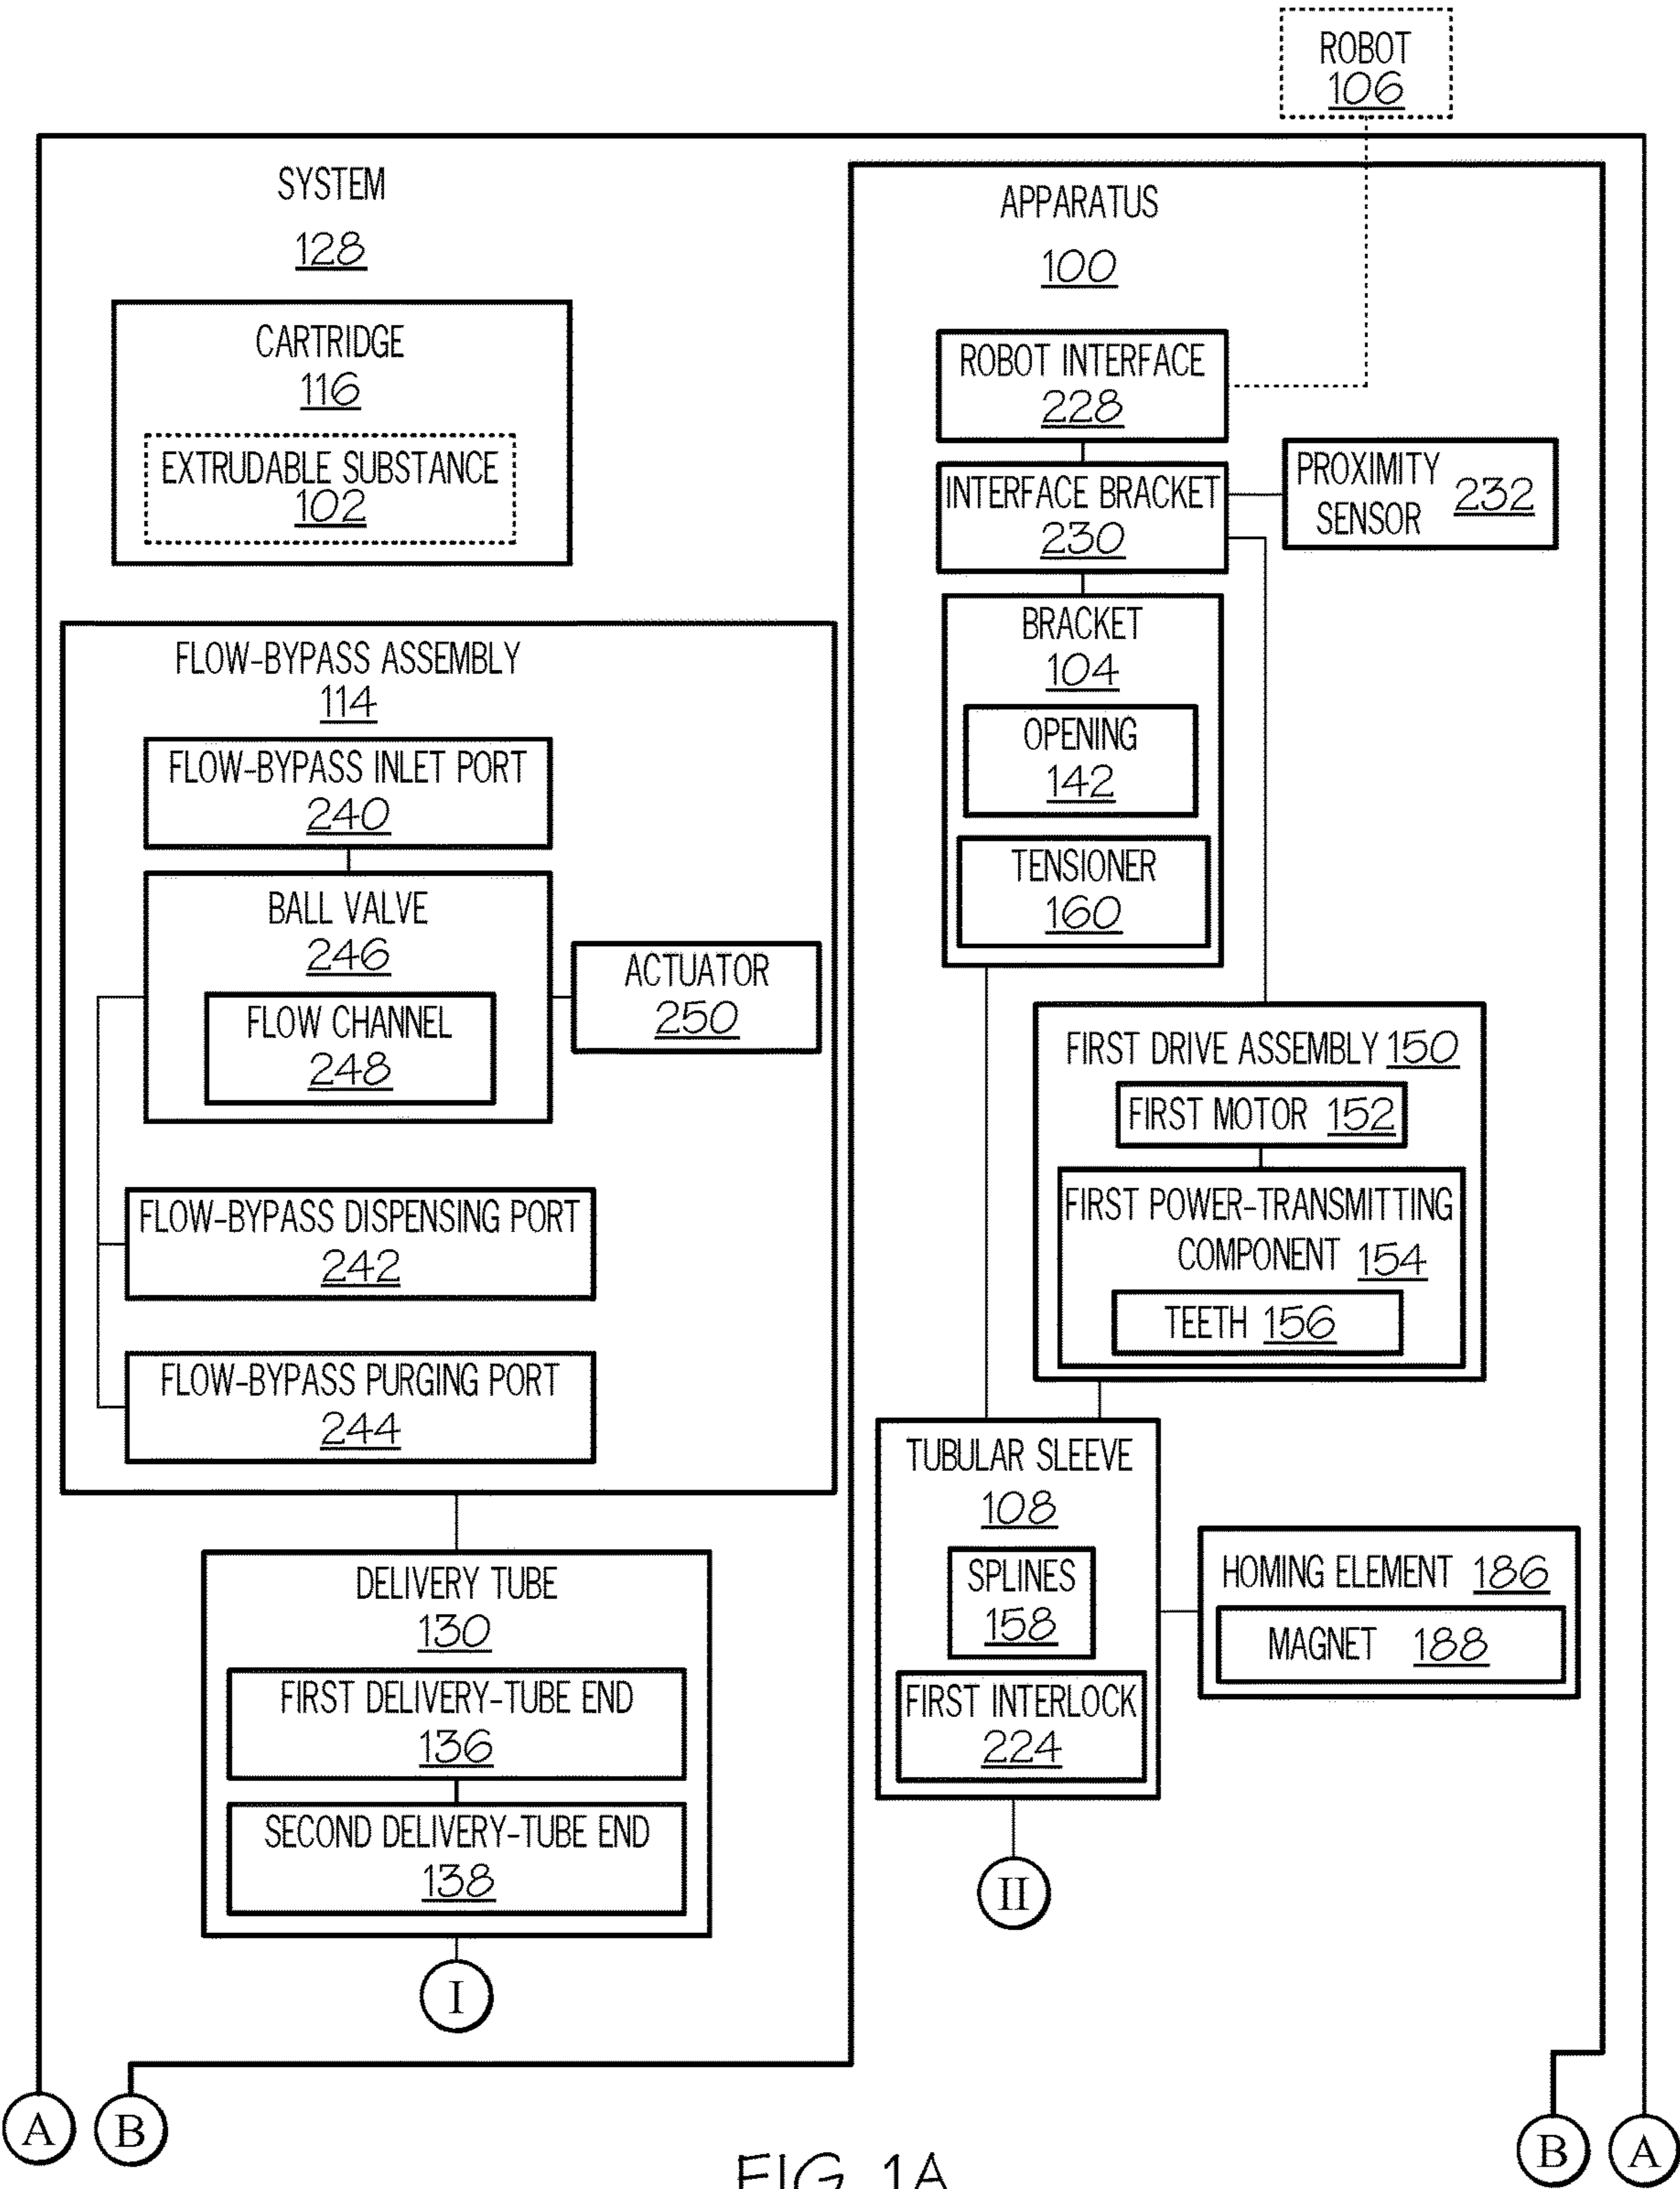 ROBOT
106
SYSTEM
128
CARTRIDGE
116
EXTRUDABLE SUBSTANCE
102
FLOW-BYPASS ASSEMBLY
114
FLOW-BYPASS INLET PORT
240
BALL VALVE
246
FLOW CHANNEL
248
ACTUATOR
250
FLOW-BYPASS DISPENSING PORT
242
FLOW-BYPASS PURGING PORT
244
DELIVERY TUBE
130
FIRST DELIVERY-TUBE END
136
SECOND DELIVERY-TUBE END
138
I
APPARATUS
100
ROBOT INTERFACE
228
INTERFACE BRACKET
230
PROXIMITY
SENSOR 232
BRACKET
104
OPENING
142
TENSIONER
160
FIRST DRIVE ASSEMBLY 150
FIRST MOTOR 152
FIRST POWER-TRANSMITTING
COMPONENT 154
TEETH 156
TUBULAR SLEEVE
108
SPLINES
158
FIRST INTERLOCK
224
HOMING ELEMENT 186
MAGNET 188
II
A B B A
FIG. 1A